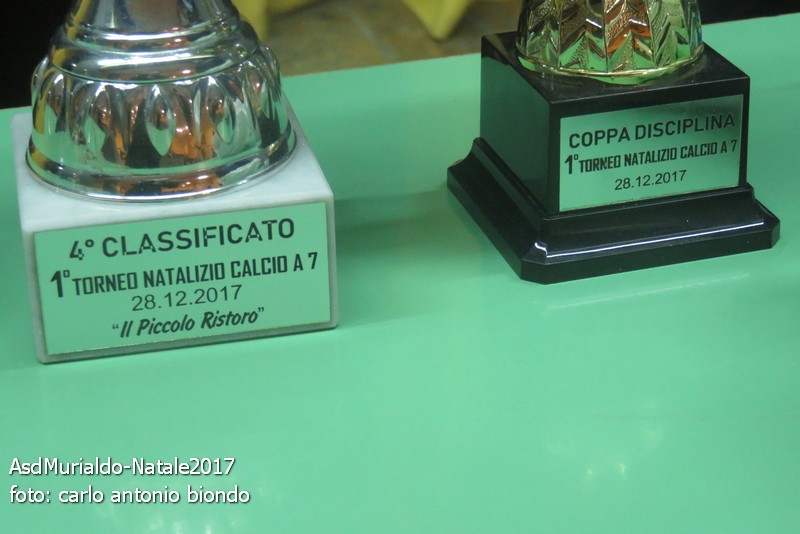 4° CLASSIFICATO
1° TORNEO NATALIZIO CALCIO A 7
28.12.2017
"Il Piccolo Ristoro"
COPPA DISCIPLINA
1° TORNEO NATALIZIO CALCIO A 7
28.12.2017
AsdMurialdo-Natale2017
foto: carlo antonio biondo